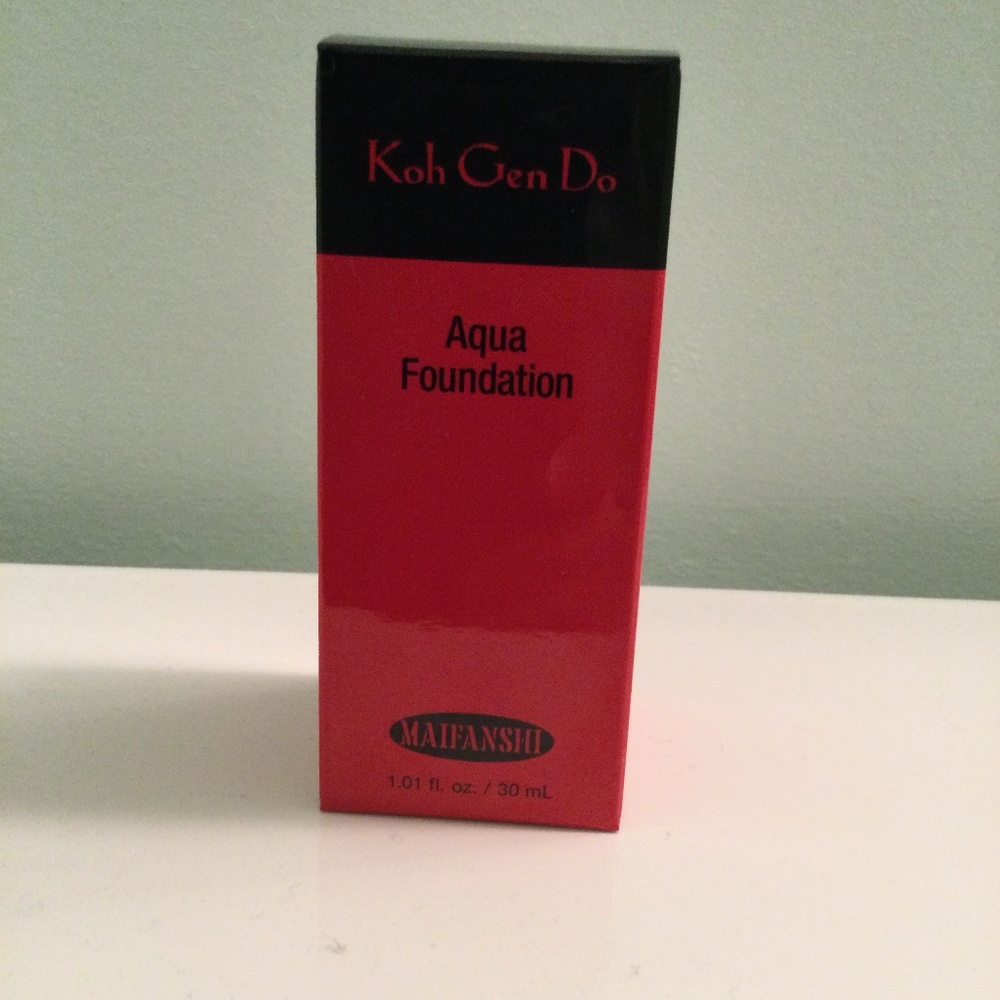 Koh Gen Do
Aqua
Foundation
MAIFANSHI
1.01 fl. oz. / 30 mL